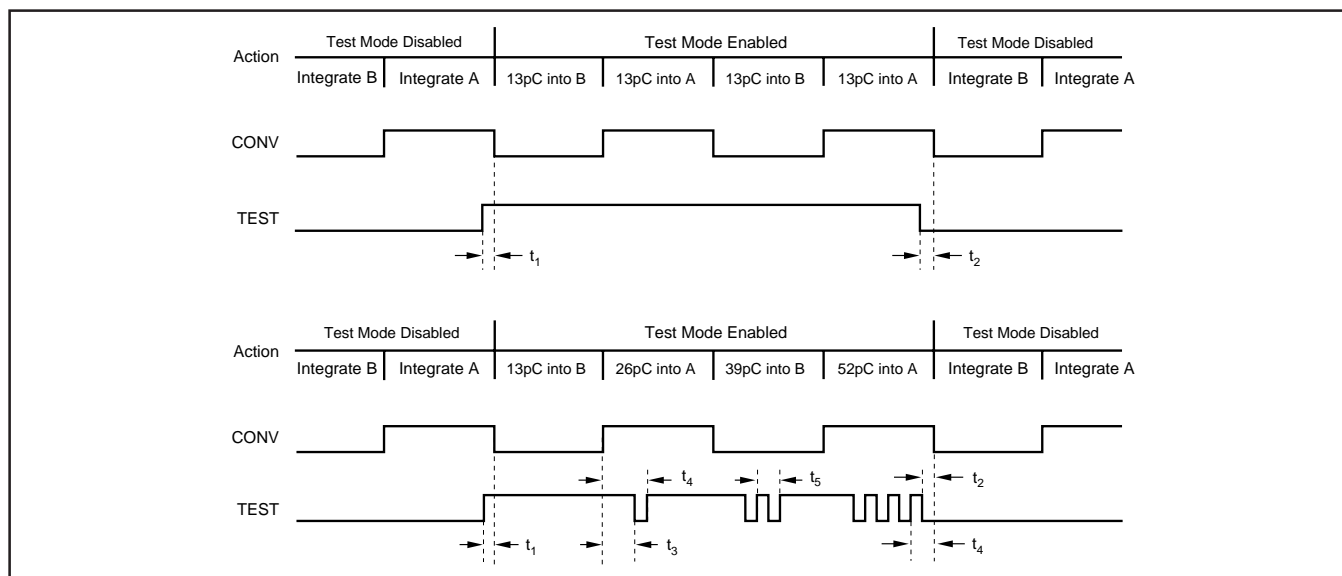 Test Mode Disabled Test Mode Enabled Test Mode Disabled
Action
Integrate B Integrate A 13pC into B 13pC into A 13pC into B 13pC into A Integrate B Integrate A
CONV
TEST
t1 t2
Test Mode Disabled Test Mode Enabled Test Mode Disabled
Action
Integrate B Integrate A 13pC into B 26pC into A 39pC into B 52pC into A Integrate B Integrate A
CONV
t4 t5 t2
TEST
t1 t3 t4